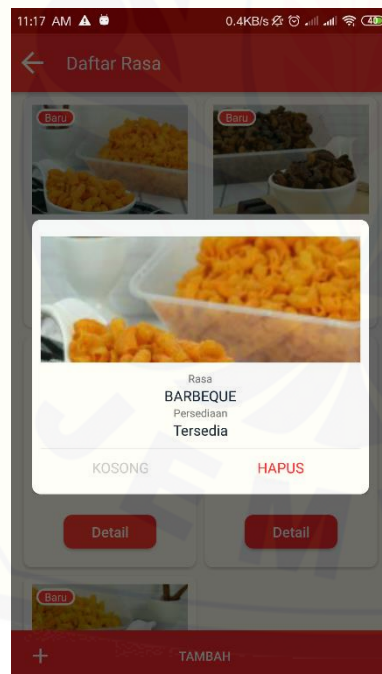 11:17 AM
0.4KB/s
40
Daftar Rasa
Baru
Baru
Rasa
BARBEQUE
Persediaan
Tersedia
KOSONG
HAPUS
Detail
Detail
Baru
+ TAMBAH